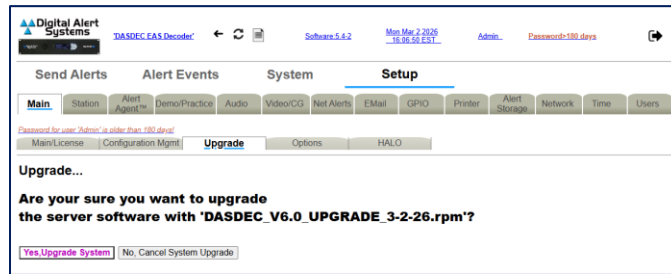 Digital Alert
Systems
'DASDEC EAS Decoder'
Software:5.4-2
Mon Mar 2,2026
16:06:50 EST
Admin
Password>180 days
Send Alerts Alert Events System Setup
Main Station Alert Agent™ Demo/Practice Audio Video/CG Net Alerts EMail GPIO Printer Alert Storage Network Time Users
Password for user 'Admin' is older than 180 days!
Main/License Configuration Mgmt Upgrade Options HALO
Upgrade...
Are your sure you want to upgrade
the server software with 'DASDEC_V6.0_UPGRADE_3-2-26.rpm'?
Yes,Upgrade System No, Cancel System Upgrade